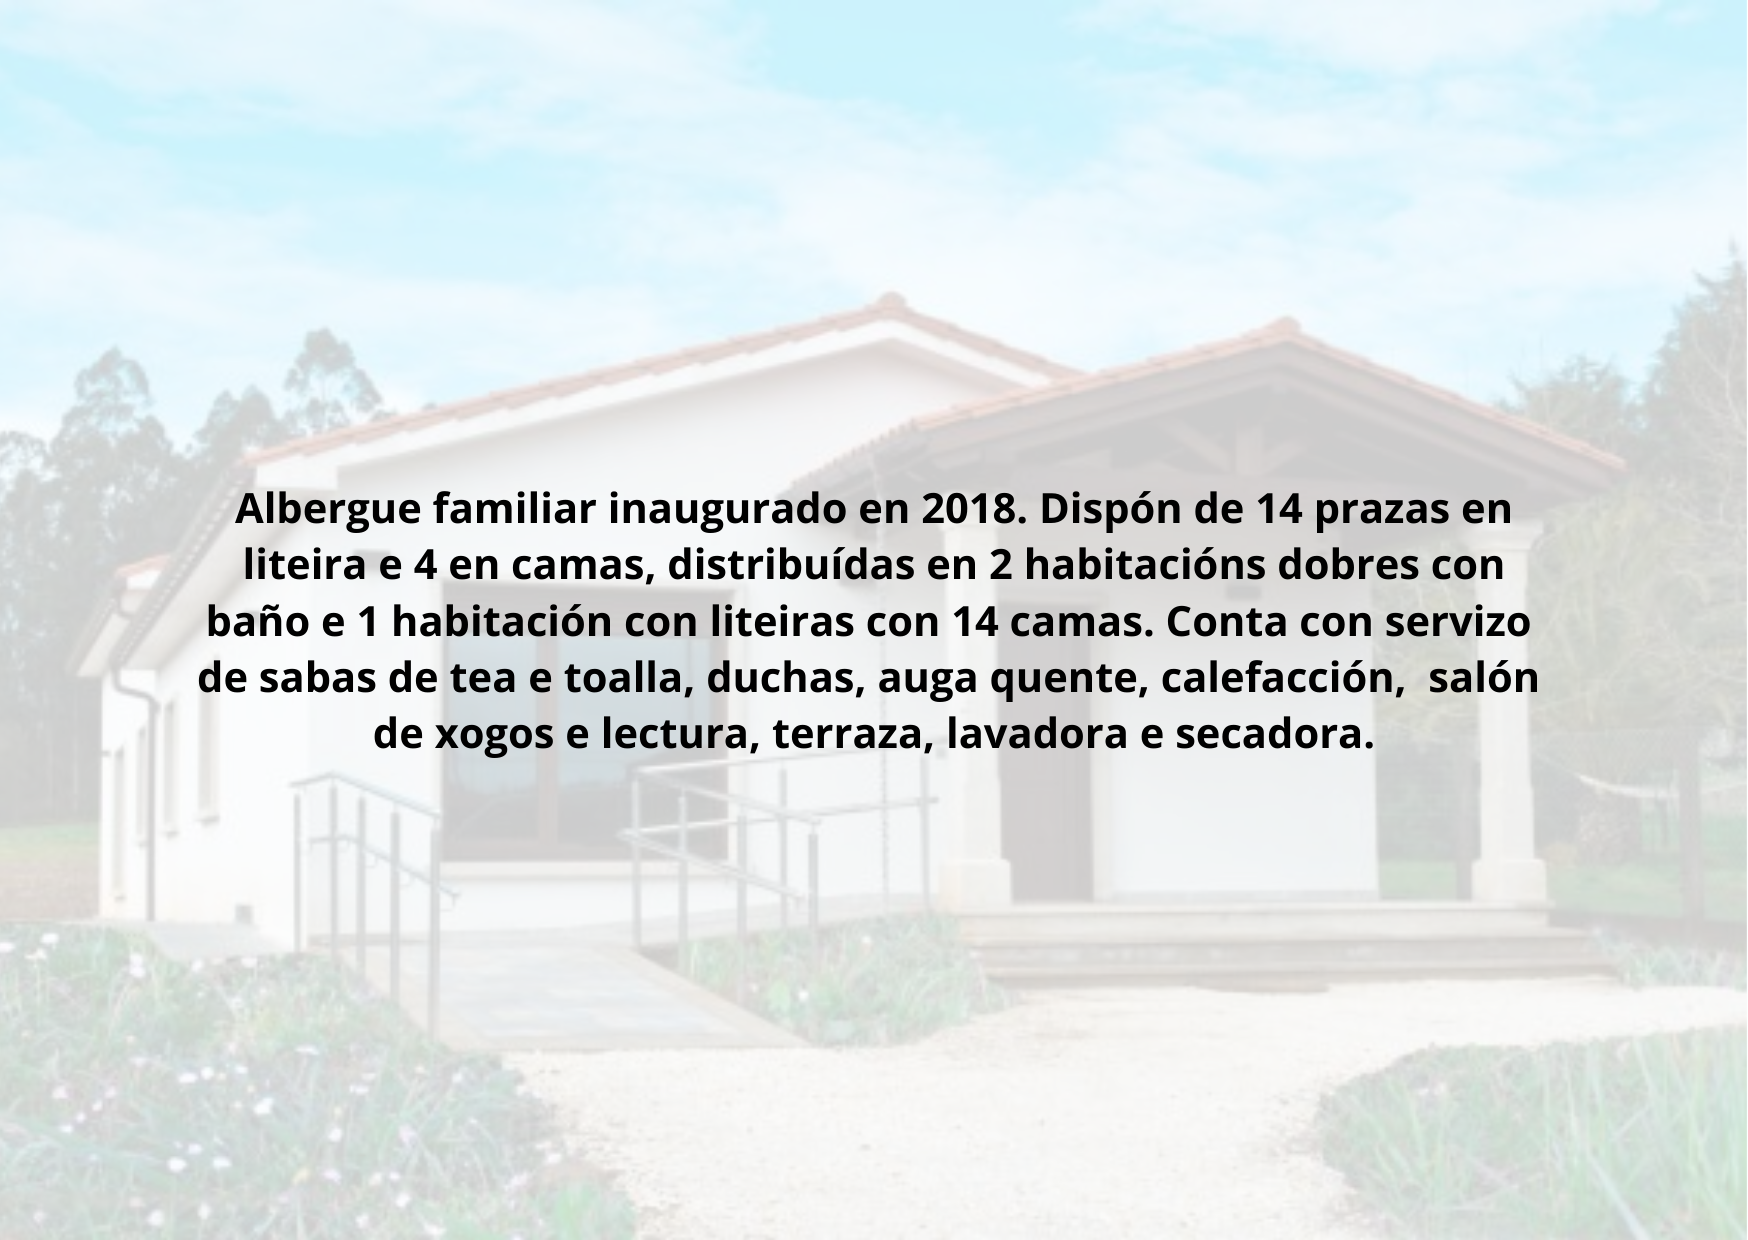 Albergue familiar inaugurado en 2018. Dispón de 14 prazas en
liteira e 4 en camas, distribuídas en 2 habitacións dobres con
baño e 1 habitación con liteiras con 14 camas. Conta con servizo
de sabas de tea e toalla, duchas, auga quente, calefacción,  salón
de xogos e lectura, terraza, lavadora e secadora.